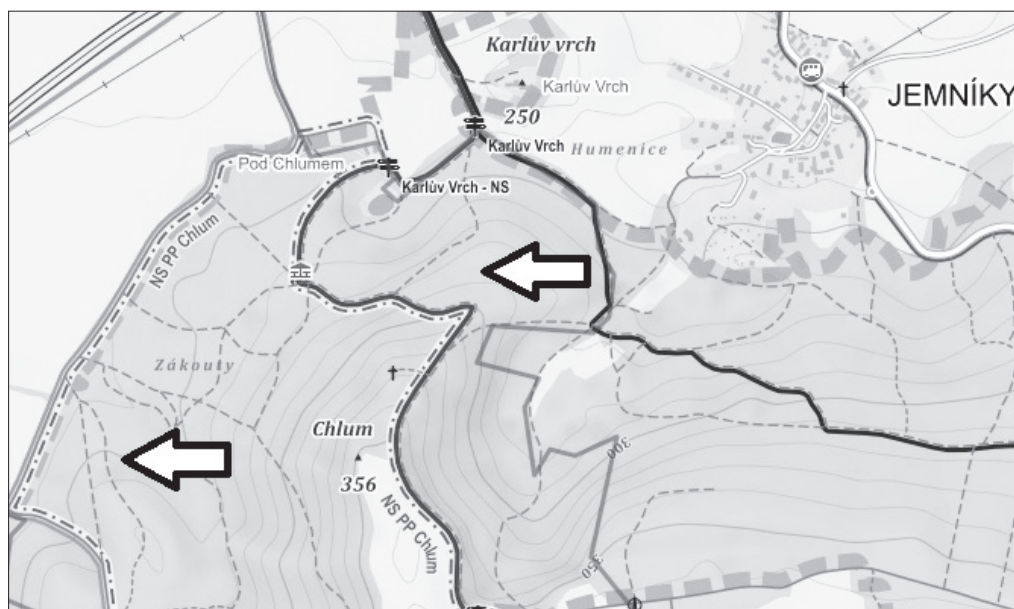 Karlův vrch
Karlův Vrch
250
JEMNÍKY
Karlův Vrch
Humenice
Pod Chlumem
Karlův Vrch - NS
NS PP Chlum
Zákouty
Chlum
356
NS PP Chlum
300
350